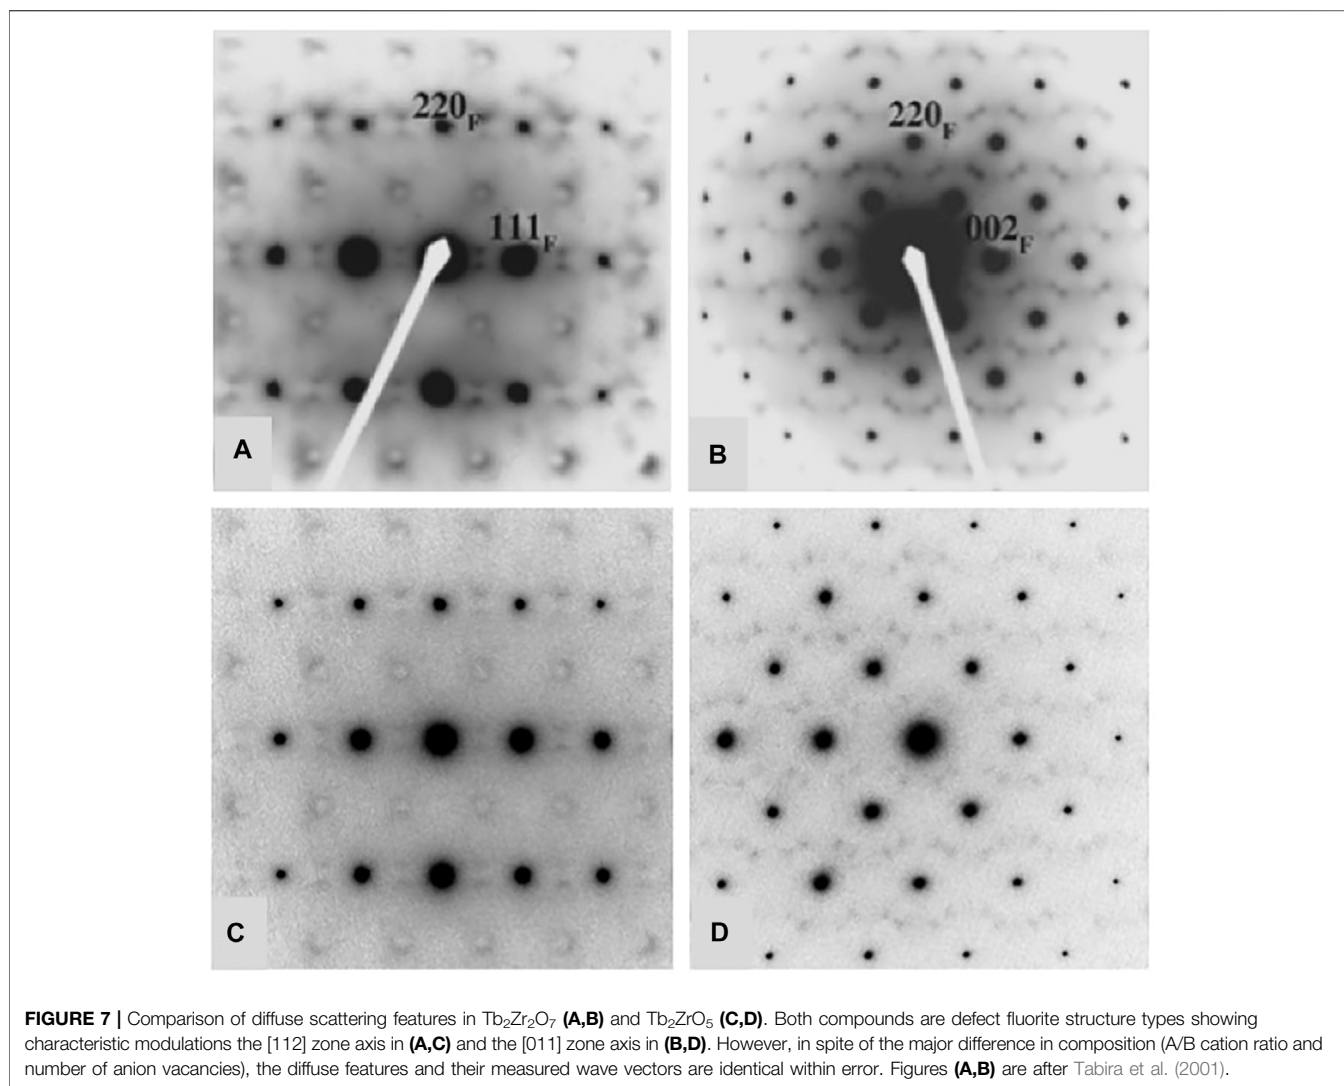 220F
111F
A
220F
002F
B
C
D
FIGURE 7 | Comparison of diffuse scattering features in Tb2Zr2O7 (A,B) and Tb2ZrO5 (C,D). Both compounds are defect fluorite structure types showing
characteristic modulations the [112] zone axis in (A,C) and the [011] zone axis in (B,D). However, in spite of the major difference in composition (A/B cation ratio and
number of anion vacancies), the diffuse features and their measured wave vectors are identical within error. Figures (A,B) are after Tabira et al. (2001).